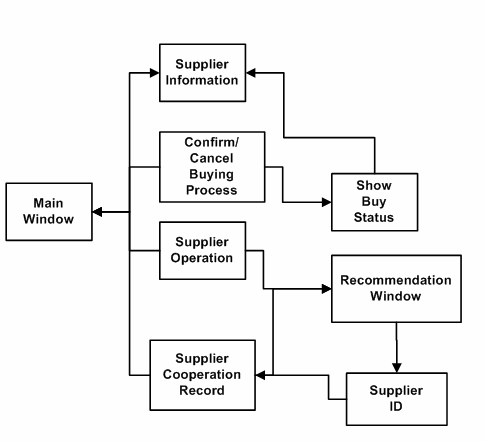 Supplier
Information
Confirm/
Cancel
Buying
Process
Main
Window
Show
Buy
Status
Supplier
Operation
Recommendation
Window
Supplier
Cooperation
Record
Supplier
ID